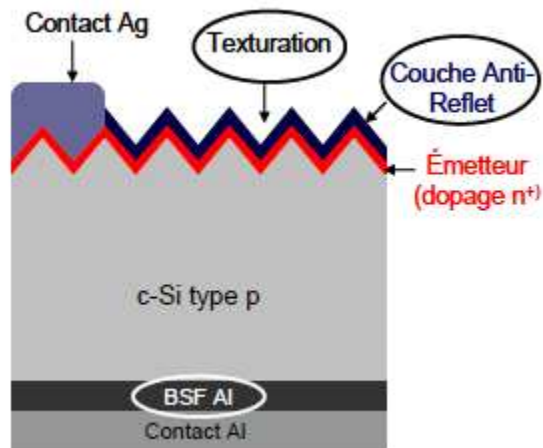 Contact Ag
Texturation
Couche Anti-
Reflet
Émetteur
(dopage n+)
c-Si type p
BSF Al
Contact Al